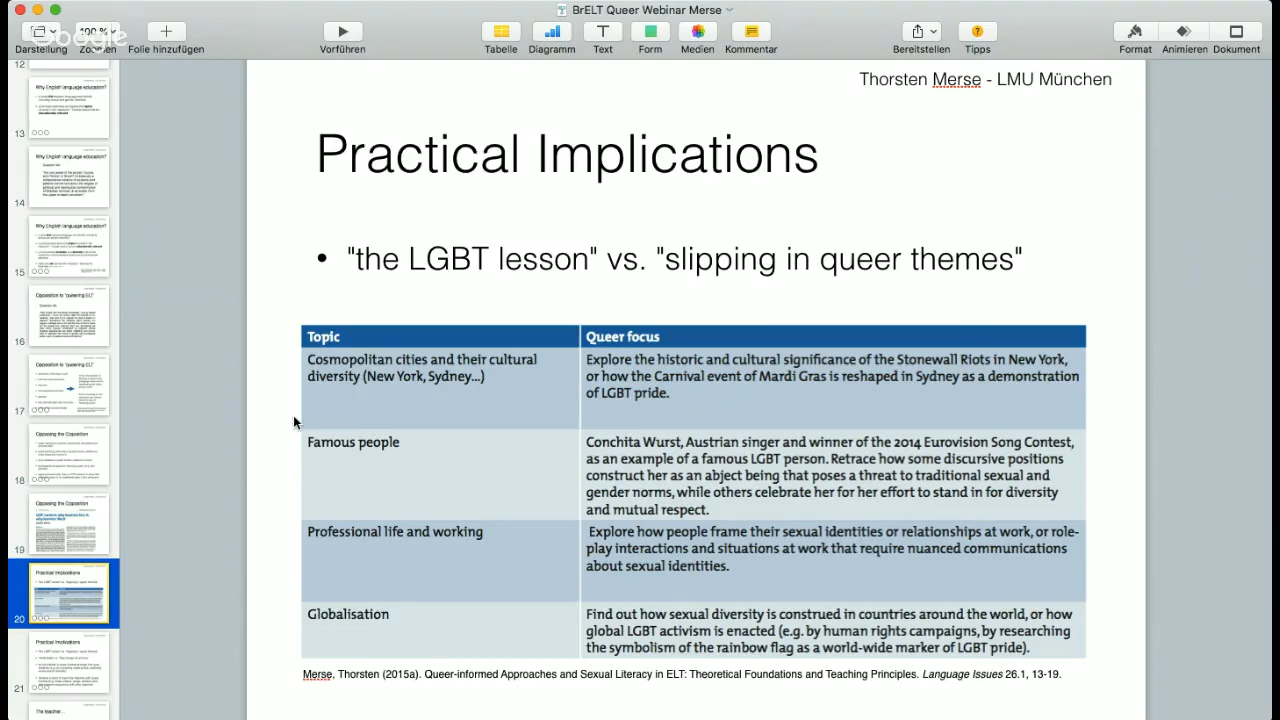 BrELT Queer Webinar Merse
100 %
Darstellung Zoomen Folie hinzufügen Vorführen Tabelle Diagramm Text Form Medien Kommentar Bereitstellen Tipps Format Animieren Dokument
12
Why English language education?
13
Why English language education?
14
Why English language education?
15
Opposition to "queering ELT"
16
Opposition to "queering ELT"
17
Opposing the Opposition
18
Opposing the Opposition
19
Practical Implications
20
Practical Implications
21
The teacher...
Thorsten Merse - LMU München
Practical Implications
• "the LGBT lesson" vs. "slipping in queer themes"
Topic Queer focus
Cosmopolitan cities and their cultural
diversity (New York, Sydney...)
Explore the historic and cultural significance of the Stonewall Riots in New York,
or how the Carnival event of Mardi Gras is reshaped in Sydney as a demonstration
of LGBT pride.
Famous people
Conchita Wurst, Austrian artist and winner of the 2014 Eurovision Song Contest,
as an example of a famous LGBT person. Retrace how some discursive positions
construct her as an abject being that poses a threat to traditional sexual and
gender norms, while others celebrate her for her effort to stand in for diversity
and mutual respect.
Professional life and working
Explore how people frame their sexual identities or relationships at work, or role-
play interactions and situations at work that require nuanced communications
about sexual identities.
Globalisation
Find out how sexual diversity is construed in countries around the world, or how
global LGBT activism is enacted (e.g. by human rights campaigns, by researching
the symbolism of the rainbow flag as a world-wide indicator of LGBT pride).
Merse, Thorsten (2015a). Queer-informed Approaches and Sexual Literacy in ELT: Theoretical Foundation and Teaching Principles. Language Issues 26.1, 13-19.